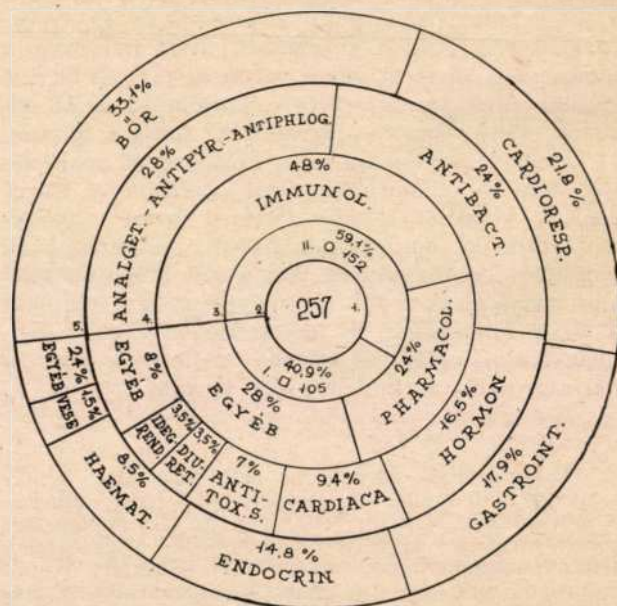 33,1%
BŐR
21,8 %
CARDIORESP.
17,9%
GASTROINT.
14,8 %
ENDOCRIN
8,5%
HAEMAT.
4,5%
VESE
2,4%
EGYÉB
5.
28%
ANALGET.-ANTIPYR.-ANTIPHLOG.
24%
ANTIBACT.
16,5%
HORMON
94%
CARDIACA
7%
ANTI-
TOX.S.
3,5%
DIU-
RET.
3,5%
IDEG
REND
8%
EGYÉB
4.
48%
IMMUNOL.
24%
PHARMACOL.
28%
EGYÉB
3.
59,1%
II. ○ 152
40,9%
I. □ 105
2.
257
1.